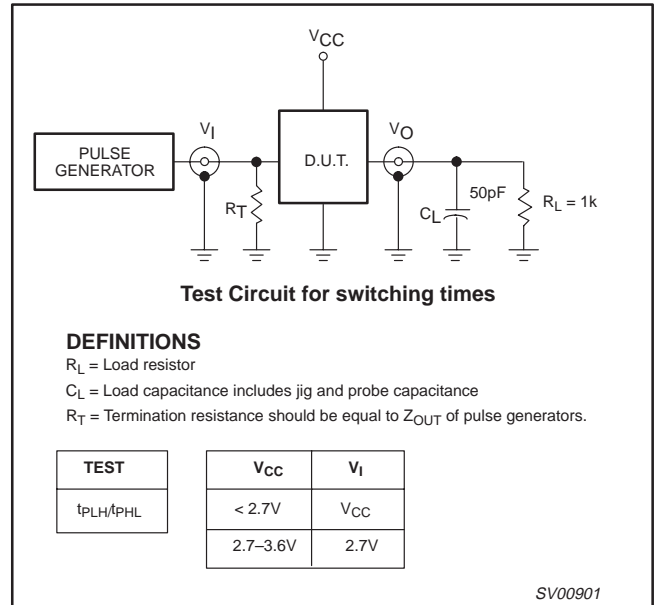 VCC
VI
VO
PULSE
GENERATOR
D.U.T.
RT
50pF
CL
RL = 1k
Test Circuit for switching times
DEFINITIONS
RL = Load resistor
CL = Load capacitance includes jig and probe capacitance
RT = Termination resistance should be equal to ZOUT of pulse generators.
TEST
tPLH/tPHL
VCC VI
< 2.7V VCC
2.7–3.6V 2.7V
SV00901